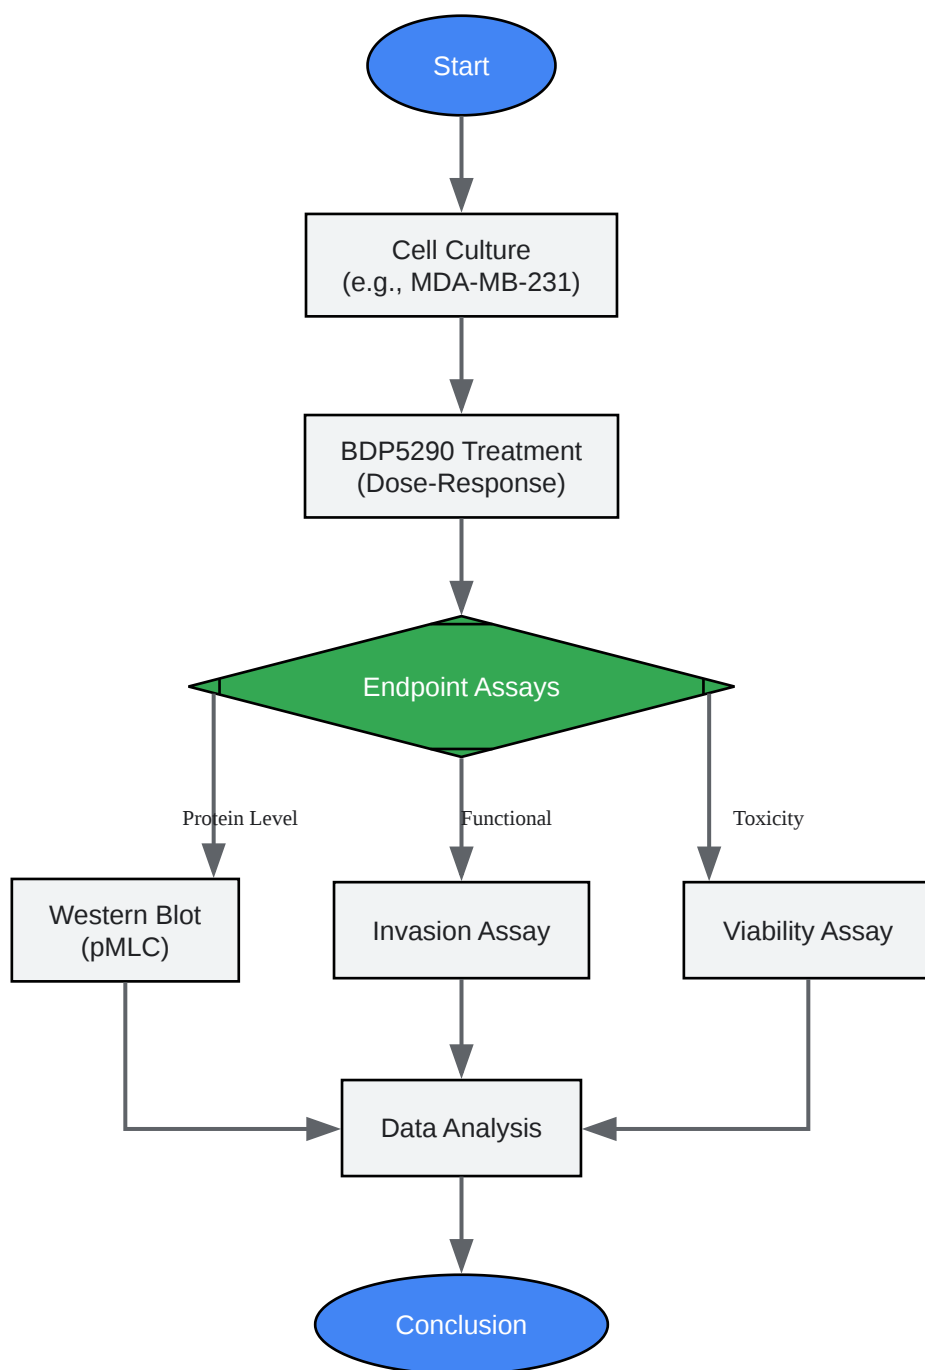 Start
Cell Culture
(e.g., MDA-MB-231)
BDP5290 Treatment
(Dose-Response)
Endpoint Assays
Protein Level
Functional
Toxicity
Western Blot
(pMLC)
Invasion Assay
Viability Assay
Data Analysis
Conclusion